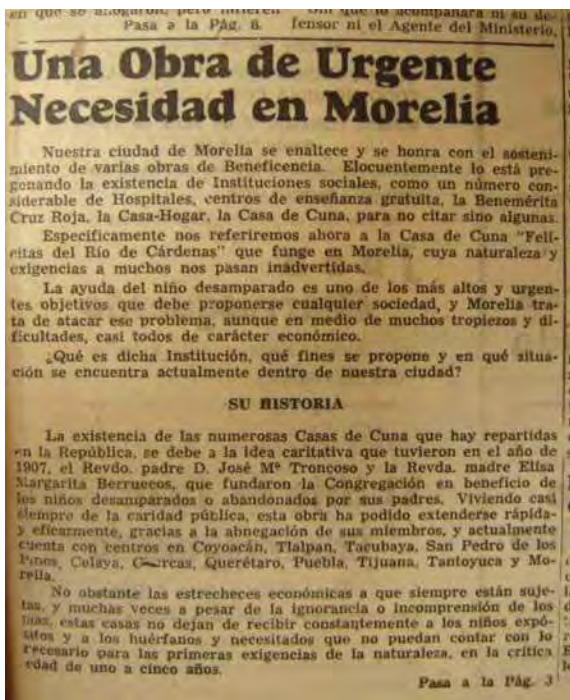 en que se ahogaron, pero murieron
Pasa a la Pág. 6
lo acompañara ni su de-
fensor ni el Agente del Ministerio,
Una Obra de Urgente
Necesidad en Morelia
Nuestra ciudad de Morelia se enaltece y se honra con el sosteni-
miento de varias obras de Beneficencia. Elocuentemente lo está pre-
gonando la existencia de Instituciones sociales, como un número con-
siderable de Hospitales, centros de enseñanza gratuita, la Benemérita
Cruz Roja, la Casa-Hogar, la Casa de Cuna, para no citar sino algunas.
Específicamente nos referiremos ahora a la Casa de Cuna "Feli-
citas del Río de Cárdenas" que funge en Morelia, cuya naturaleza y
exigencias a muchos nos pasan inadvertidas.
La ayuda del niño desamparado es uno de los más altos y urgen-
tes objetivos que debe proponerse cualquier sociedad, y Morelia tra-
ta de atacar ese problema, aunque en medio de muchos tropiezos y di-
ficultades, casi todos de carácter económico.
¿Qué es dicha Institución, qué fines se propone y en qué situa-
ción se encuentra actualmente dentro de nuestra ciudad?
SU HISTORIA
La existencia de las numerosas Casas de Cuna que hay repartidas
en la República, se debe a la idea caritativa que tuvieron en el año de
1907, el Revdo. padre D. José Mª Troncoso y la Revda. madre Elisa
Margarita Berruecos, que fundaron la Congregación en beneficio de
los niños desamparados o abandonados por sus padres. Viviendo casi
siempre de la caridad pública, esta obra ha podido extenderse rápida-
y eficarmente, gracias a la abnegación de sus miembros, y actualmente
cuenta con centros en Coyoacán, Tlalpan, Tacubaya, San Pedro de los
Pinos, Celaya, Querétaro, Puebla, Tijuana, Tantoyuca y Mo-
relia.
No obstante las estrecheces económicas a que siempre están suje-
tas, y muchas veces a pesar de la ignorancia o incomprensión de los
más, estas casas no dejan de recibir constantemente a los niños expó-
sitos y a los huérfanos y necesitados que no puedan contar con lo
necesario para las primeras exigencias de la naturaleza, en la crítica
edad de uno a cinco años.
Pasa a la Pág. 3